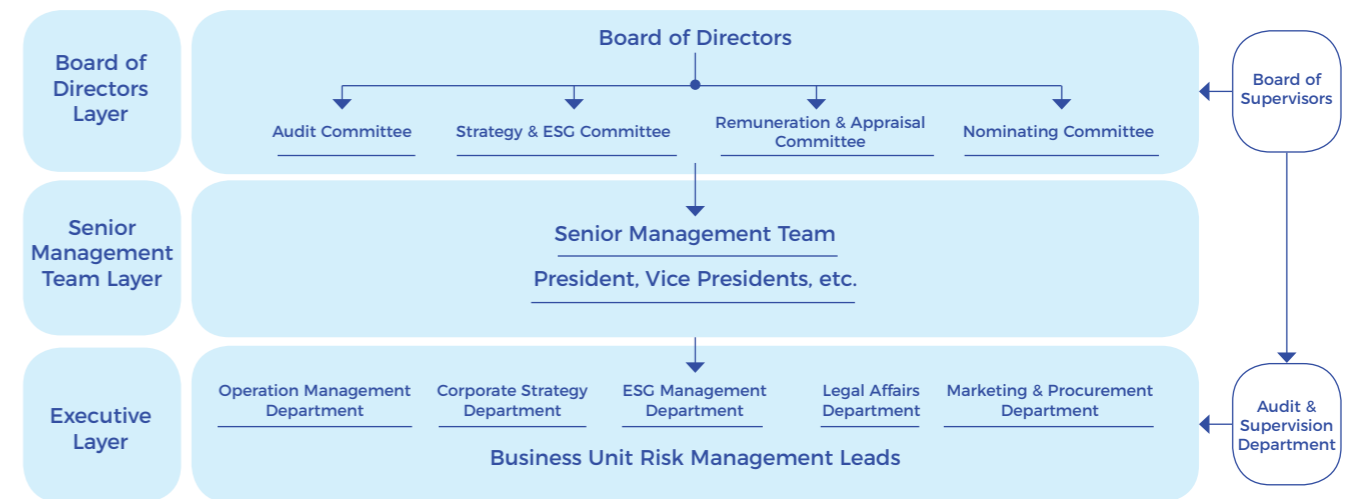 Board of
Directors
Layer
Board of Directors
Audit Committee
Strategy & ESG Committee
Remuneration & Appraisal
Committee
Nominating Committee
Board of
Supervisors
Senior
Management
Team Layer
Senior Management Team
President, Vice Presidents, etc.
Executive
Layer
Operation Management
Department
Corporate Strategy
Department
ESG Management
Department
Legal Affairs
Department
Marketing & Procurement
Department
Business Unit Risk Management Leads
Audit &
Supervision
Department